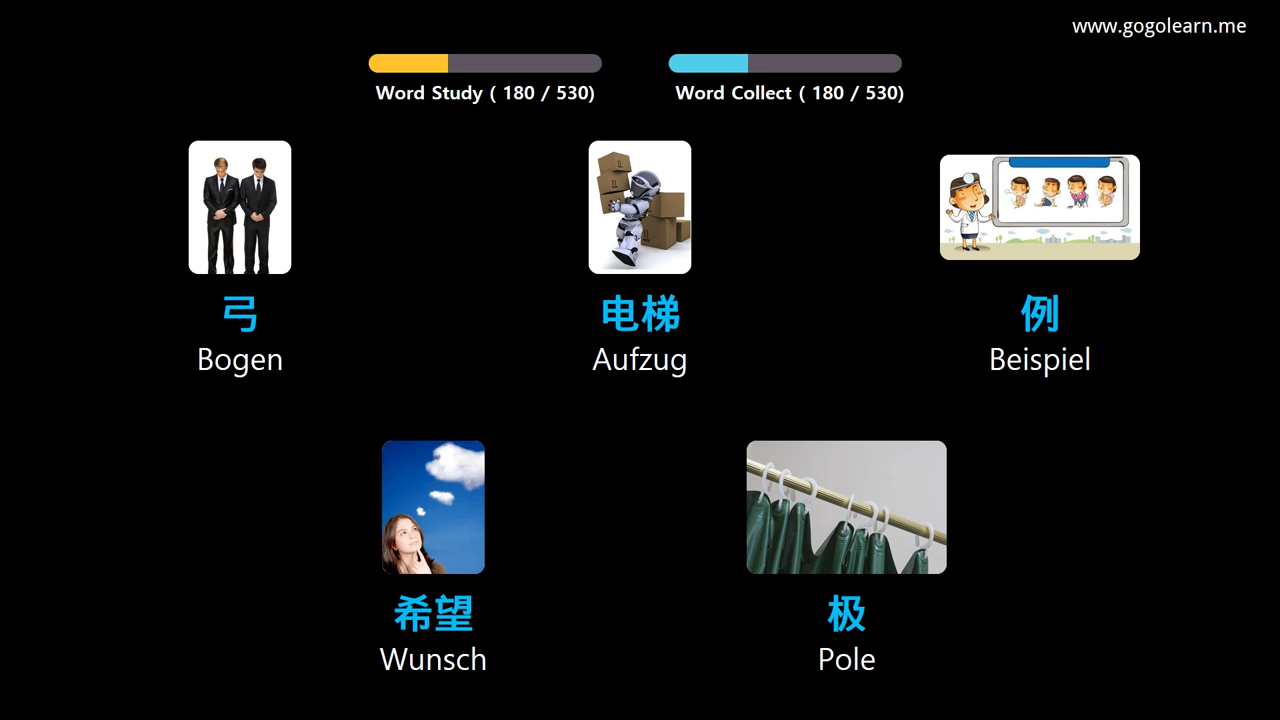 www.gogolearn.me
Word Study ( 180 / 530)
Word Collect ( 180 / 530)
弓
Bogen
电梯
Aufzug
例
Beispiel
希望
Wunsch
极
Pole